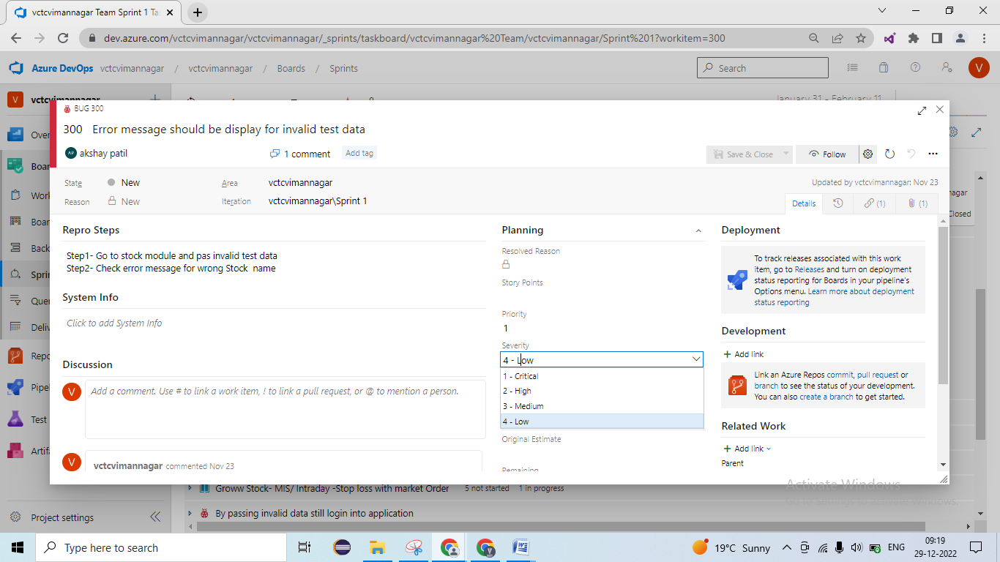 vctcvimannagar Team Sprint 1 Ta
dev.azure.com/vctcvimannagar/vctcvimannagar/_sprints/taskboard/vctcvimannagar%20Team/vctcvimannagar/Sprint%201?workitem=300
Azure DevOps vctcvimannagar / vctcvimannagar / Boards / Sprints
Search
V
V vctcvimannagar
January 31 - February 11
BUG 300
300 Error message should be display for invalid test data
AP akshay patil
1 comment
Add tag
Save & Close
Follow
State New
Area vctcvimannagar
Updated by vctcvimannagar: Nov 23
Reason New
Iteration vctcvimannagar\Sprint 1
Details
(1)
(1)
Over
Boar
Work
Boar
Back
Sprin
Quer
Deliv
Repo
Pipel
Test
Artifa
nagar
Closed
Repro Steps
Step1- Go to stock module and pas invalid test data
Step2- Check error message for wrong Stock name
System Info
Click to add System Info
Discussion
V
Add a comment. Use # to link a work item, ! to link a pull request, or @ to mention a person.
V
vctcvimannagar commented Nov 23
Planning
Resolved Reason
Story Points
Priority
1
Severity
4 - Low
1 - Critical
2 - High
3 - Medium
4 - Low
Original Estimate
Remaining
Deployment
To track releases associated with this work
item, go to Releases and turn on deployment
status reporting for Boards in your pipeline's
Options menu. Learn more about deployment
status reporting
Development
+ Add link
Link an Azure Repos commit, pull request or
branch to see the status of your development.
You can also create a branch to get started.
Related Work
+ Add link
Parent
Activate Windows
Go to Settings to activate Windows.
Groww Stock- MIS/ Intraday -Stop loss with market Order 5 not started 1 in progress
By passing invalid data still login into application
Project settings
Type here to search
19°C Sunny
ENG
09:19
29-12-2022